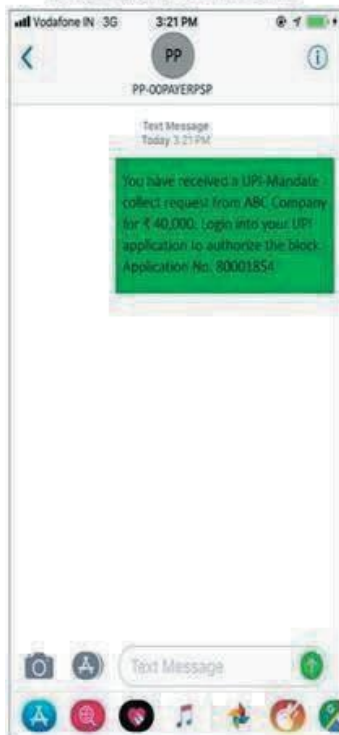 Vodafone IN 3G 3:21 PM
PP
PP-OOPAYERPSP
Text Message
Today 3:21 PM
You have received a UPI-Mandate
collect request from ABC Company
for ₹ 40,000. Login into your UPI
application to authorize the block.
Application No. 80001854
Text Message